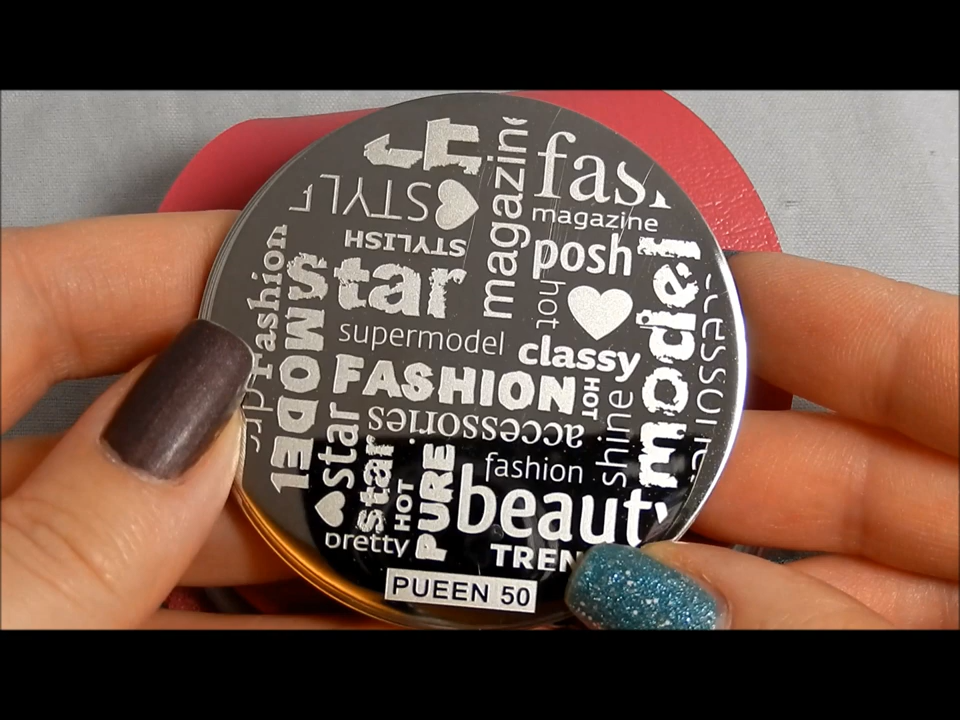 fash
magazin
magazine
STYLE
STYLISH
posh
Fashion
star
hot
model
supermodel
classy
MODEL
FASHION
HOT
accessories
shine
star
star
fashion
HOT
PURE
beauty
pretty
TREN
PUEEN 50